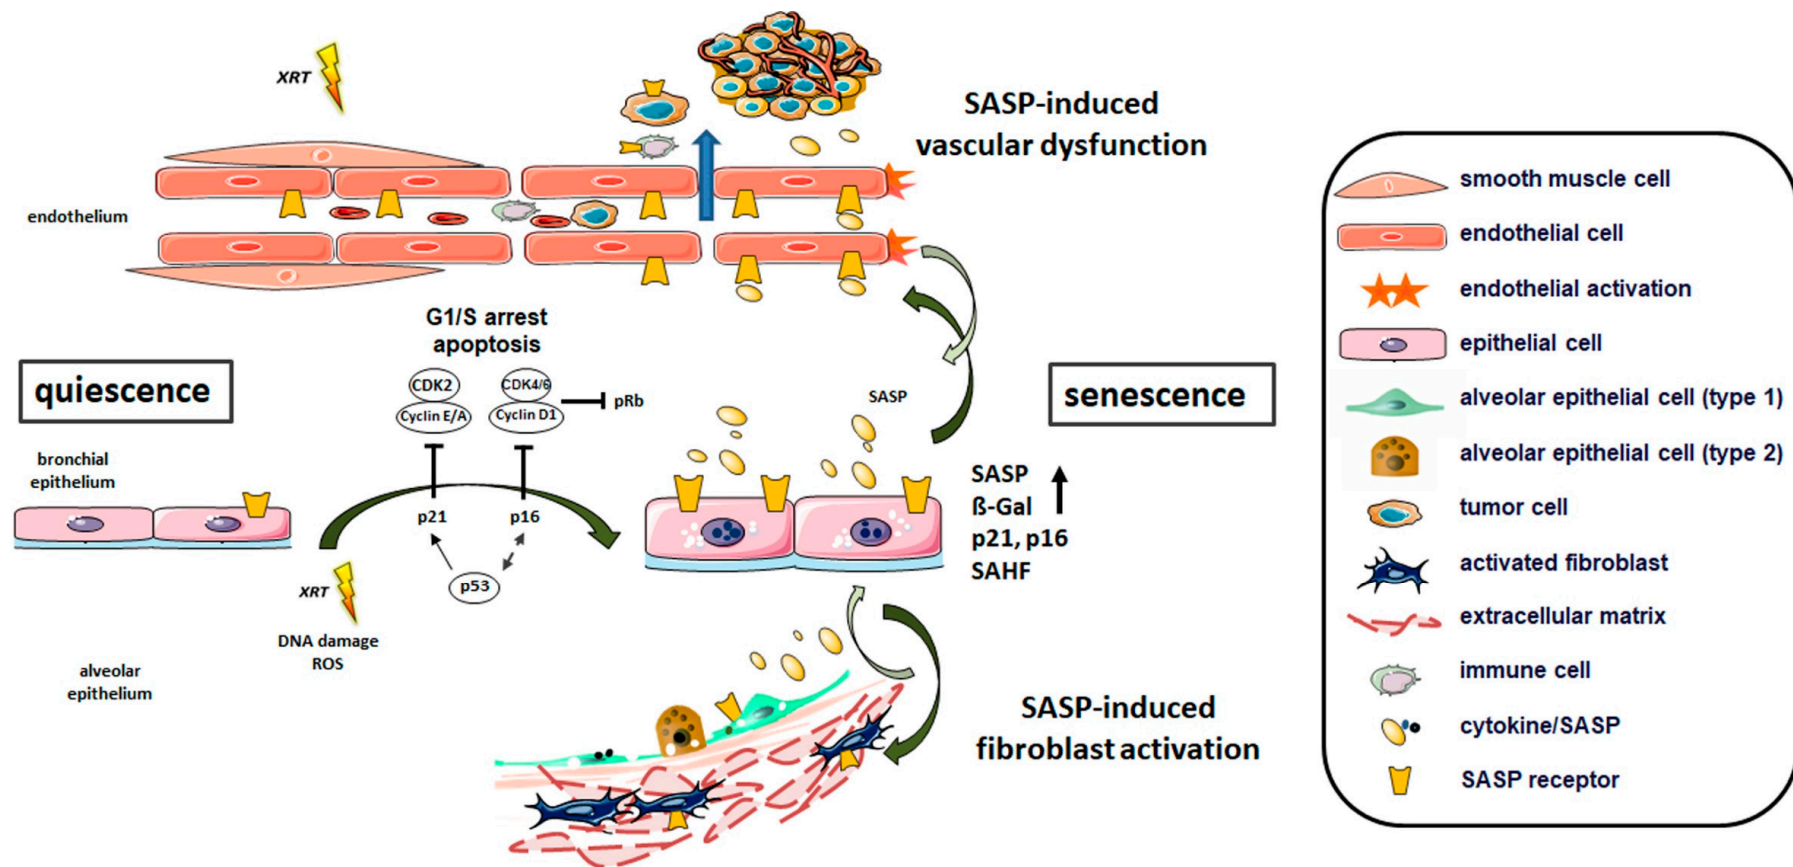 XRT
SASP-induced
vascular dysfunction
endothelium
G1/S arrest
apoptosis
quiescence
CDK2
Cyclin E/A
CDK4/6
Cyclin D1
pRb
SASP
senescence
bronchial
epithelium
p21
p16
p53
SASP
ß-Gal
p21, p16
SAHF
XRT
DNA damage
ROS
alveolar
epithelium
SASP-induced
fibroblast activation
smooth muscle cell
endothelial cell
endothelial activation
epithelial cell
alveolar epithelial cell (type 1)
alveolar epithelial cell (type 2)
tumor cell
activated fibroblast
extracellular matrix
immune cell
cytokine/SASP
SASP receptor